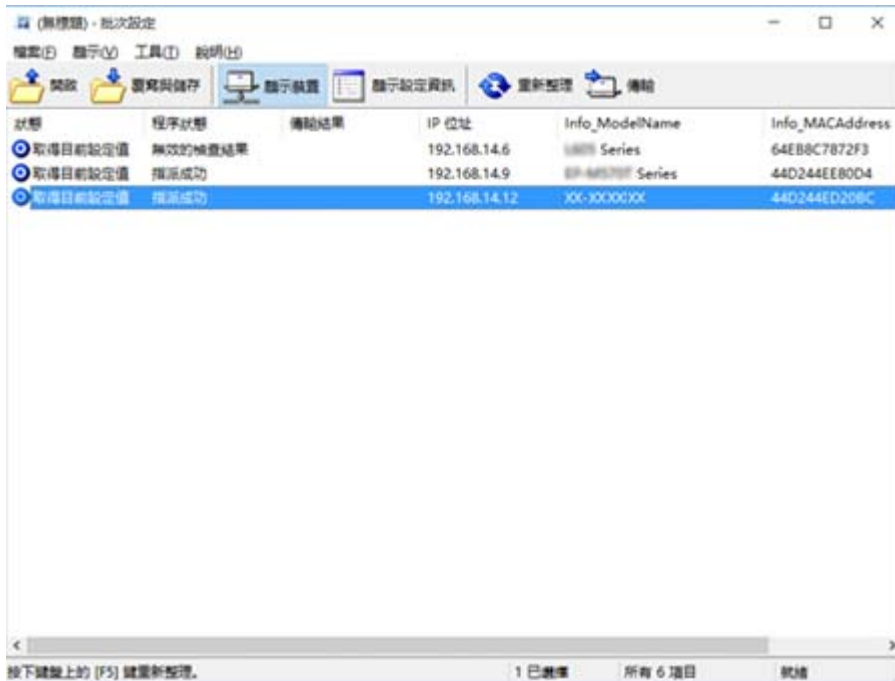 (無標題) - 批次設定
檔案(F) 顯示(V) 工具(T) 說明(H)
開啟 覆寫與儲存 顯示裝置 顯示設定資訊 重新整理 傳輸
狀態 程序狀態 傳輸結果 IP 位址 Info_ModelName Info_MACAddress
取得目前設定值 無效的檢查結果 192.168.14.6 Series 64EB8C7872F3
取得目前設定值 指派成功 192.168.14.9 Series 44D244EE80D4
取得目前設定值 指派成功 192.168.14.12 XX-XXXXXX 44D244ED20BC
按下鍵盤上的 [F5] 鍵重新整理。 1 已選擇 所有 6 項目 就緒